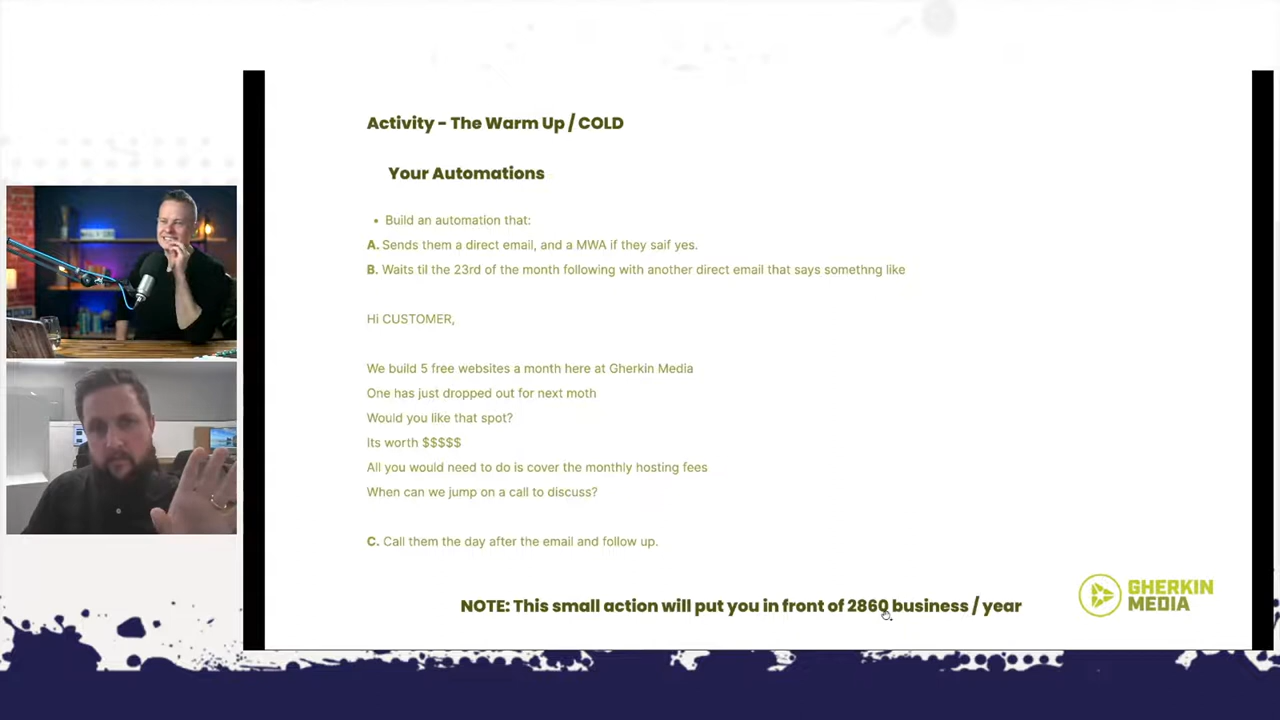 Activity - The Warm Up / COLD
Your Automations
• Build an automation that:
A. Sends them a direct email, and a MWA if they saif yes.
B. Waits til the 23rd of the month following with another direct email that says somethng like
Hi CUSTOMER,
We build 5 free websites a month here at Gherkin Media
One has just dropped out for next moth
Would you like that spot?
Its worth $$$$$
All you would need to do is cover the monthly hosting fees
When can we jump on a call to discuss?
C. Call them the day after the email and follow up.
NOTE: This small action will put you in front of 2860 business / year
GHERKIN
MEDIA